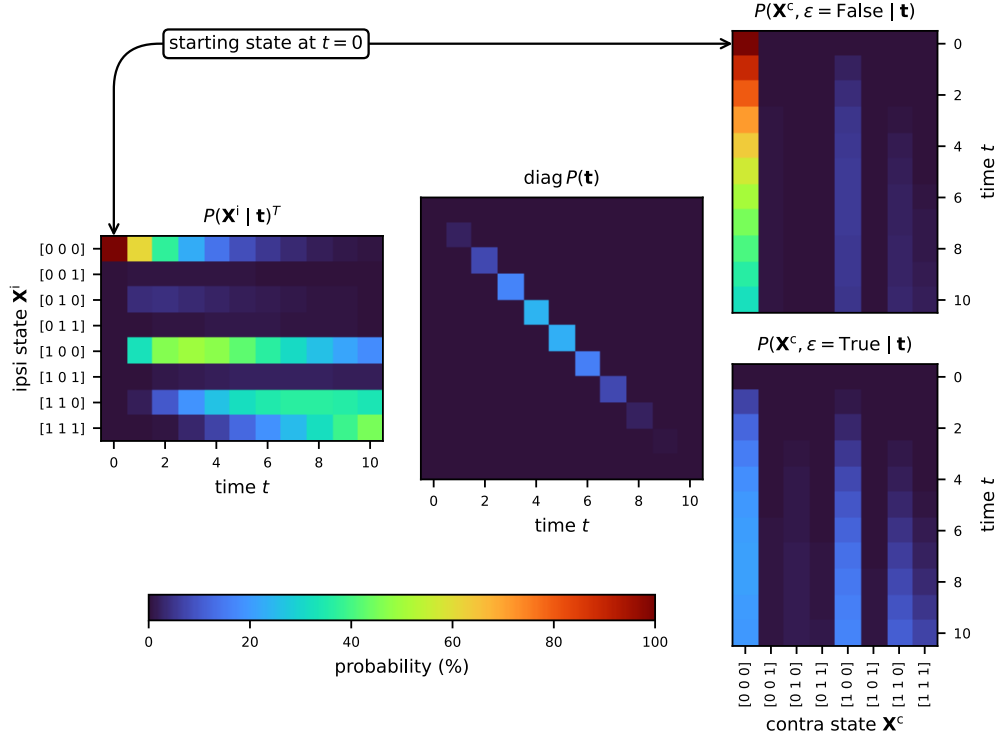 P(Xᶜ, ε = False | t)
starting state at t = 0
0
2
4
6
8
10
time t
P(Xⁱ | t)ᵀ
[0 0 0]
[0 0 1]
[0 1 0]
[0 1 1]
[1 0 0]
[1 0 1]
[1 1 0]
[1 1 1]
ipsi state Xⁱ
0 2 4 6 8 10
time t
diag P(t)
0 2 4 6 8 10
time t
P(Xᶜ, ε = True | t)
0
2
4
6
8
10
time t
[0 0 0]
[0 0 1]
[0 1 0]
[0 1 1]
[1 0 0]
[1 0 1]
[1 1 0]
[1 1 1]
contra state Xᶜ
0 20 40 60 80 100
probability (%)